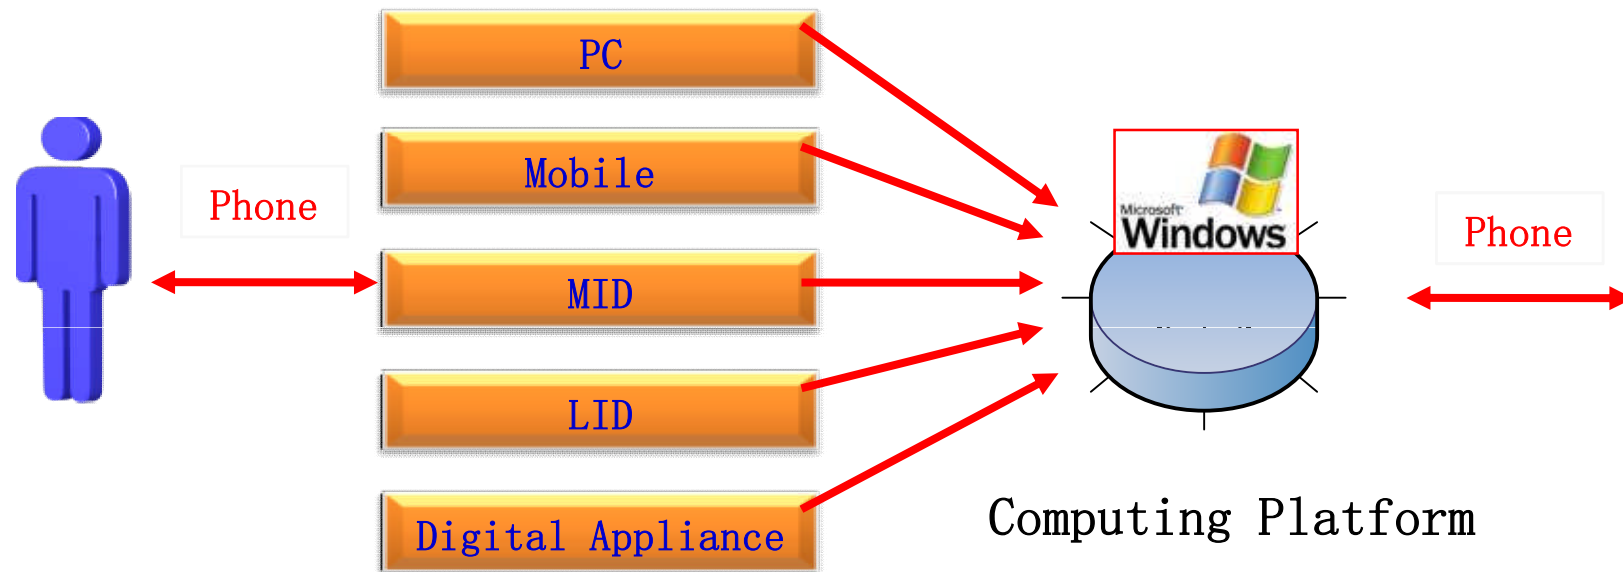 PC
Mobile
Phone
MID
LID
Digital Appliance
Microsoft
Windows
Phone
Computing Platform